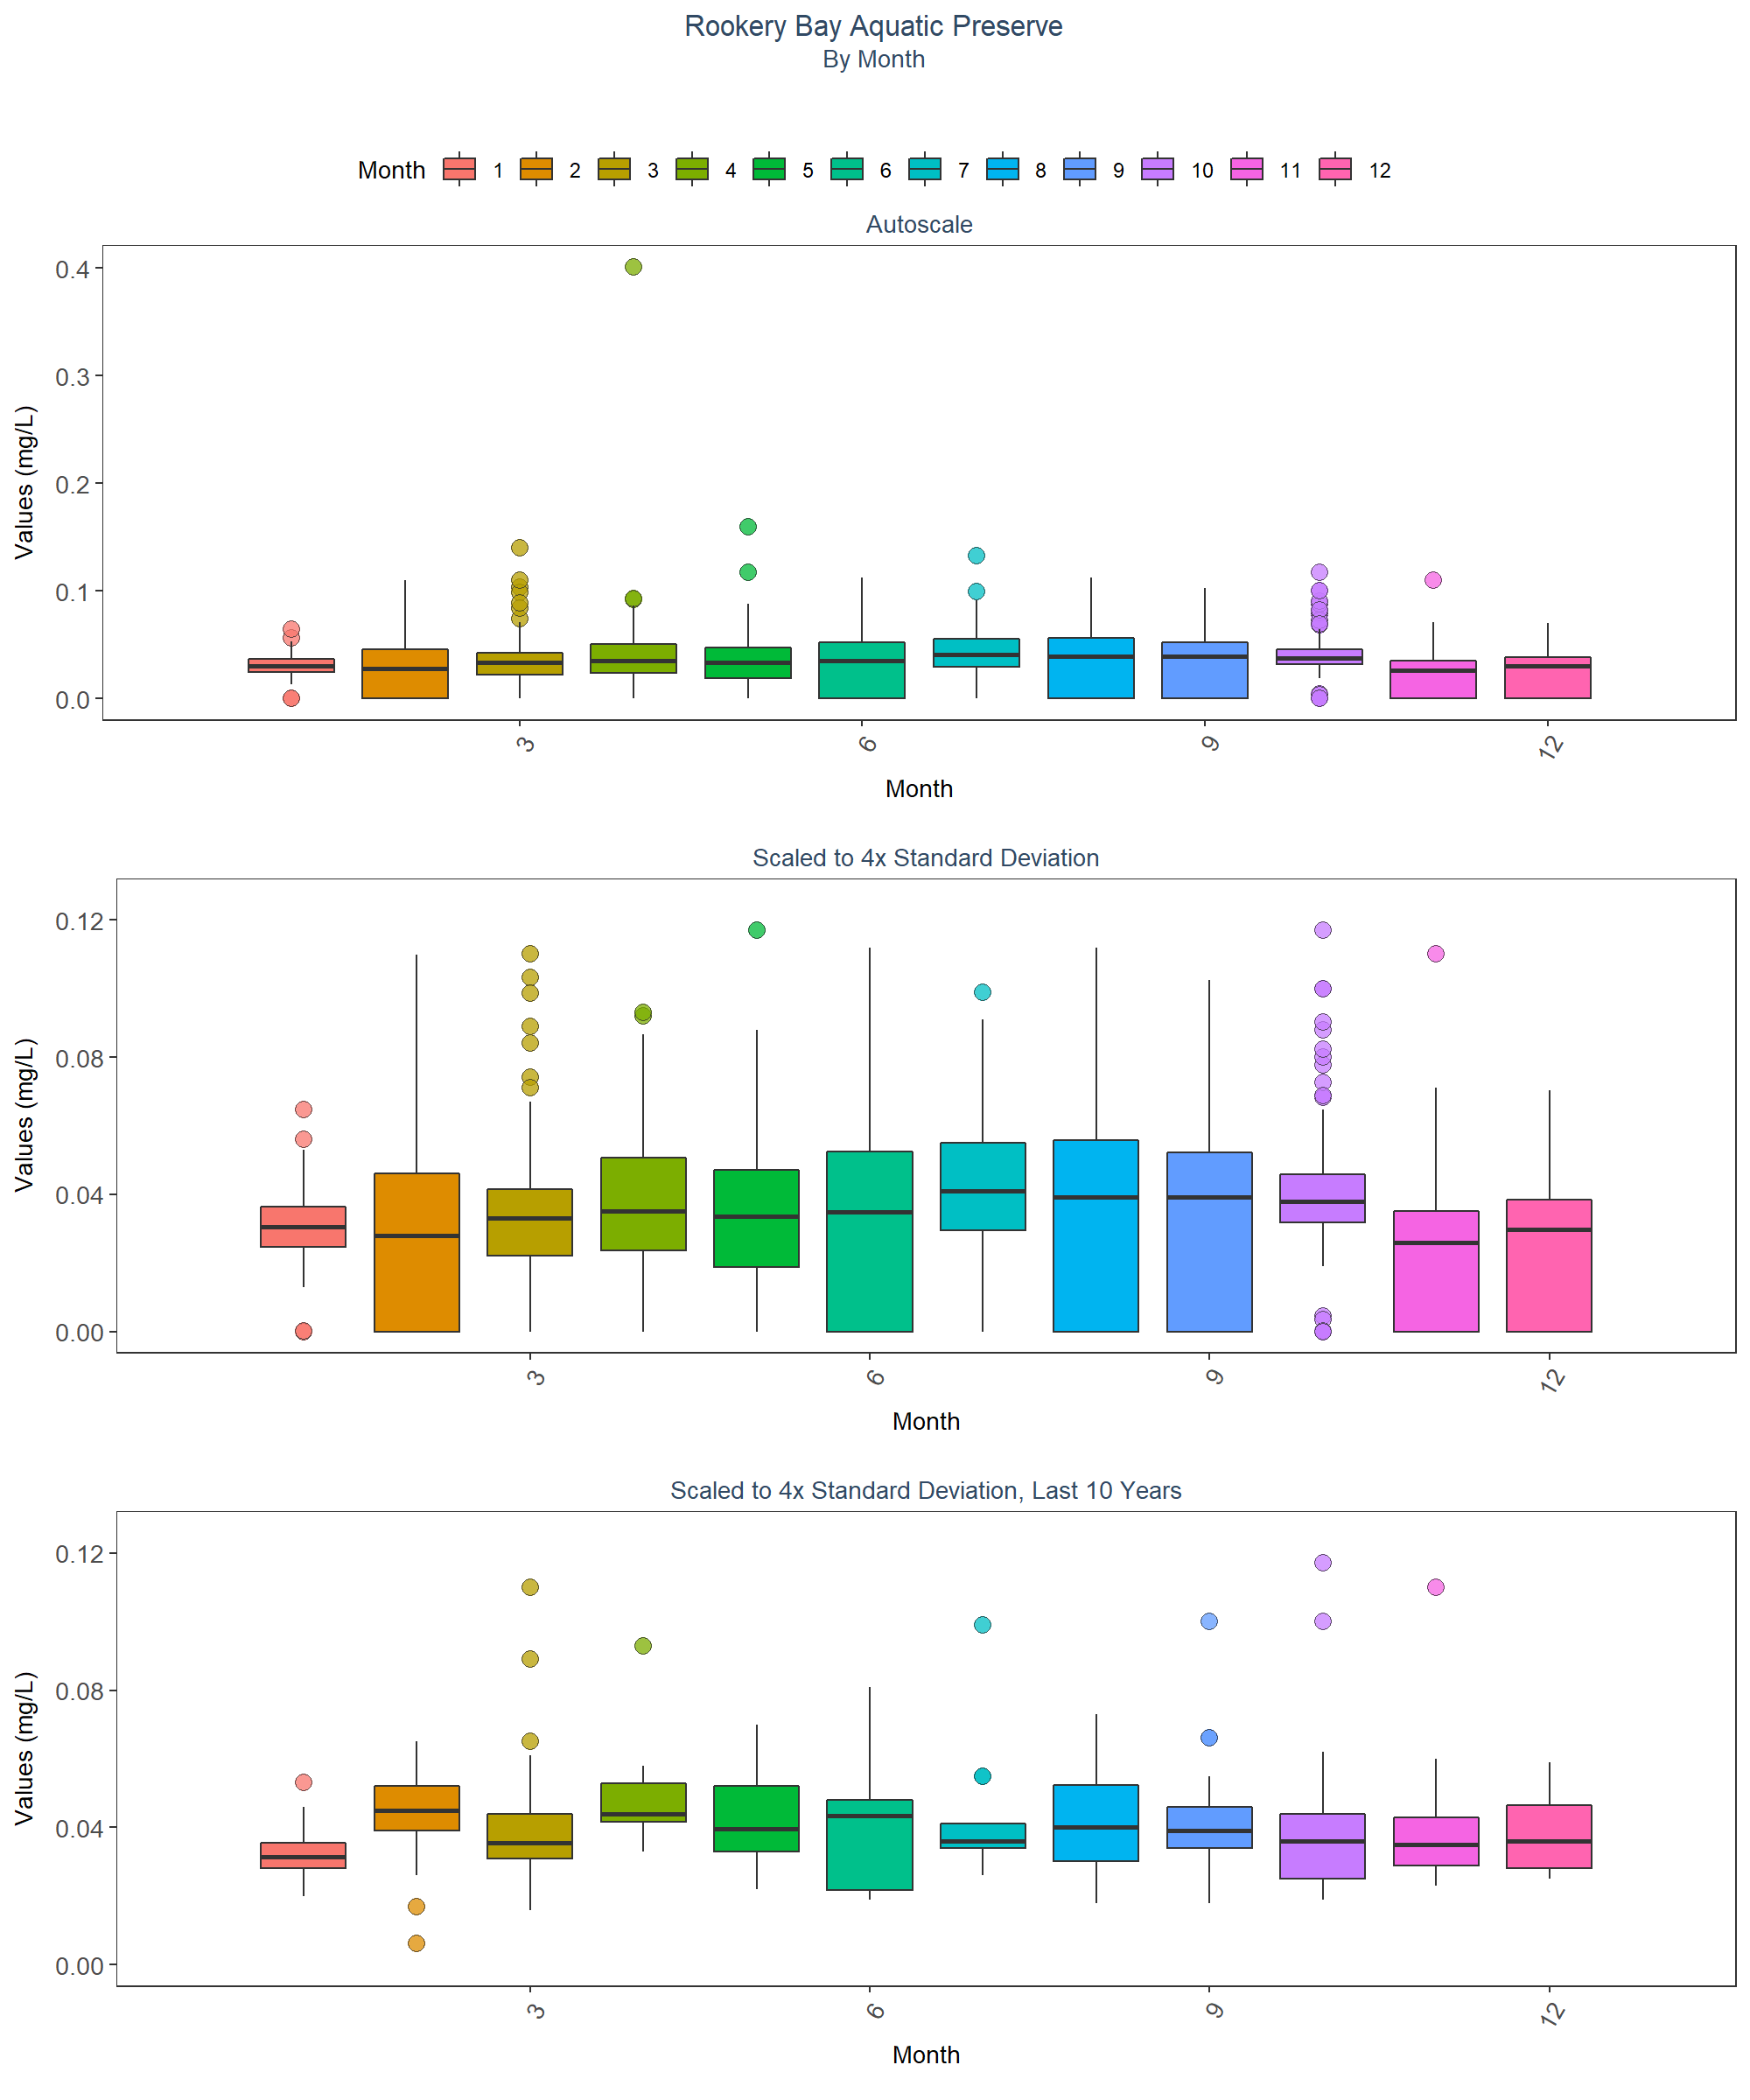 Rookery Bay Aquatic Preserve
By Month
Month 1 2 3 4 5 6 7 8 9 10 11 12
Autoscale
Values (mg/L)
0.4
0.3
0.2
0.1
0.0
3 6 9 12
Month
Scaled to 4x Standard Deviation
Values (mg/L)
0.12
0.08
0.04
0.00
3 6 9 12
Month
Scaled to 4x Standard Deviation, Last 10 Years
Values (mg/L)
0.12
0.08
0.04
0.00
3 6 9 12
Month